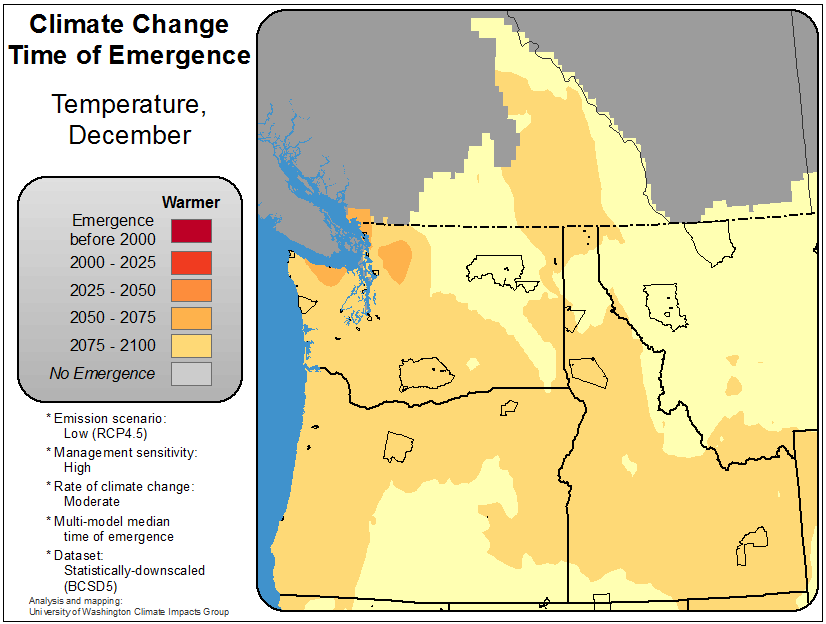 Climate Change
Time of Emergence
Temperature,
December
Warmer
Emergence
before 2000
2000 - 2025
2025 - 2050
2050 - 2075
2075 - 2100
No Emergence
* Emission scenario:
Low (RCP4.5)
* Management sensitivity:
High
* Rate of climate change:
Moderate
* Multi-model median
time of emergence
* Dataset:
Statistically-downscaled
(BCSD5)
Analysis and mapping:
University of Washington Climate Impacts Group